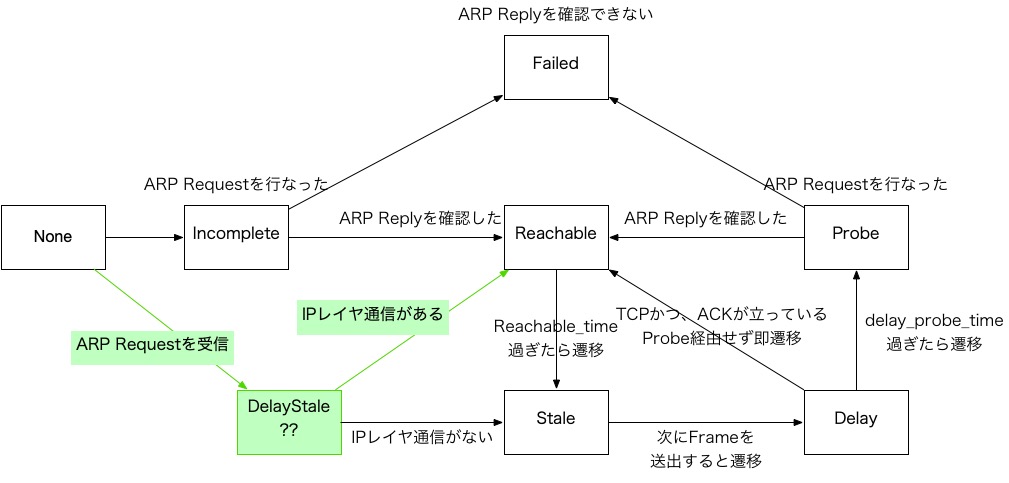 ARP Replyを確認できない
Failed
ARP Requestを行なった
ARP Requestを行なった
None
Incomplete
ARP Replyを確認した
Reachable
ARP Replyを確認した
Probe
IPレイヤ通信がある
Reachable_time
過ぎたら遷移
TCPかつ、ACKが立っている
Probe経由せず即遷移
delay_probe_time
過ぎたら遷移
ARP Requestを受信
DelayStale
??
IPレイヤ通信がない
Stale
次にFrameを
送出すると遷移
Delay